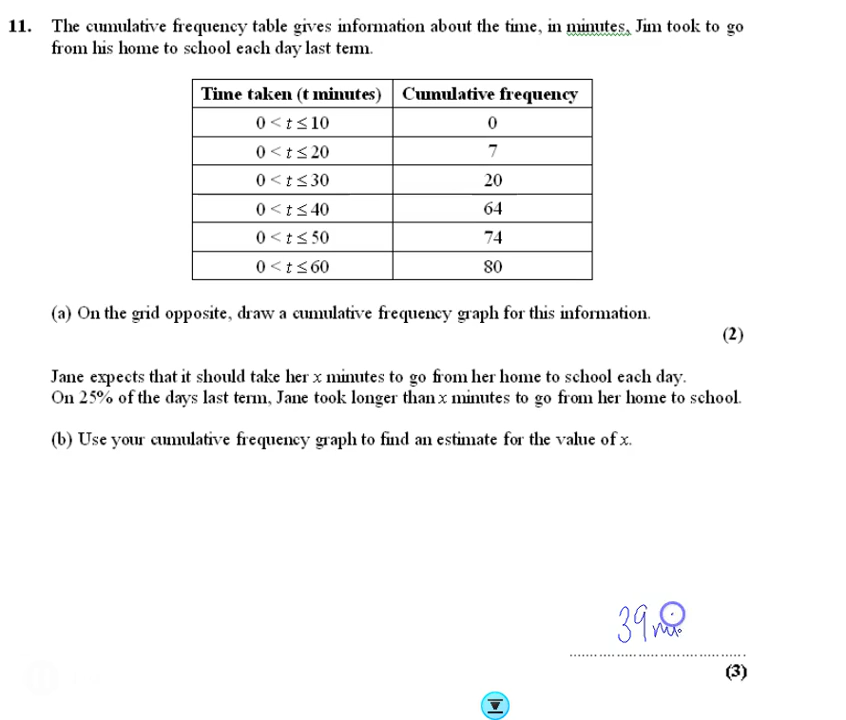 11. The cumulative frequency table gives information about the time, in minutes, Jim took to go
from his home to school each day last term.
Time taken (t minutes) Cumulative frequency
0 < t ≤ 10 0
0 < t ≤ 20 7
0 < t ≤ 30 20
0 < t ≤ 40 64
0 < t ≤ 50 74
0 < t ≤ 60 80
(a) On the grid opposite, draw a cumulative frequency graph for this information.
(2)
Jane expects that it should take her x minutes to go from her home to school each day.
On 25% of the days last term, Jane took longer than x minutes to go from her home to school.
(b) Use your cumulative frequency graph to find an estimate for the value of x.
39
(3)